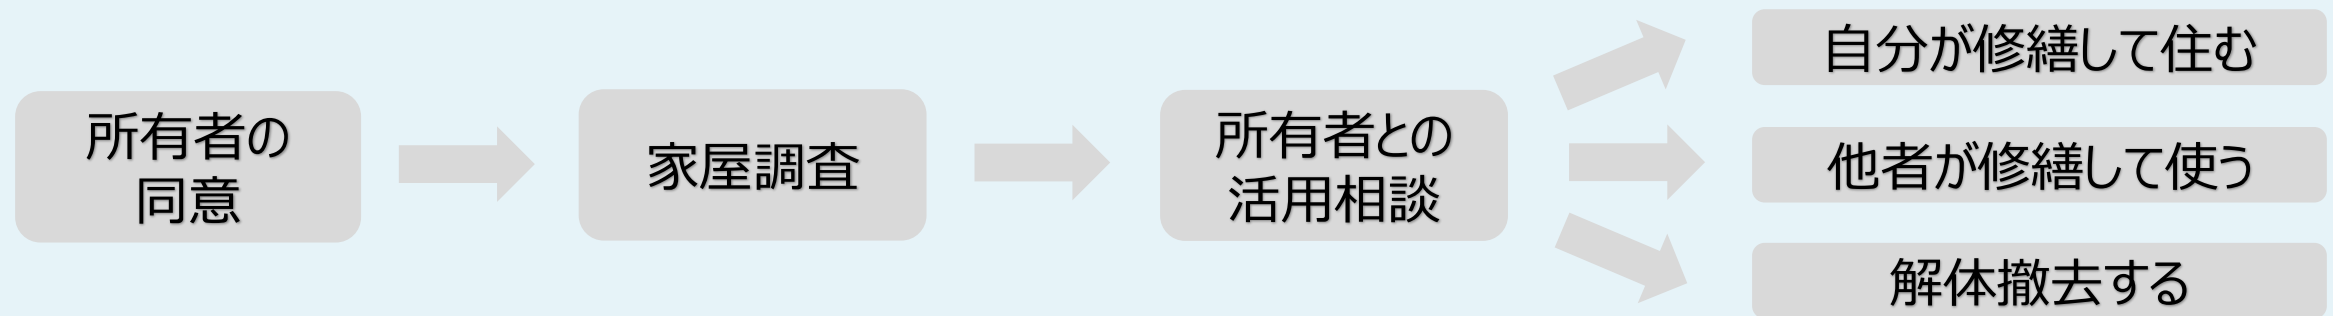 所有者の
同意
家屋調査
所有者との
活用相談
自分が修繕して住む
他者が修繕して使う
解体撤去する